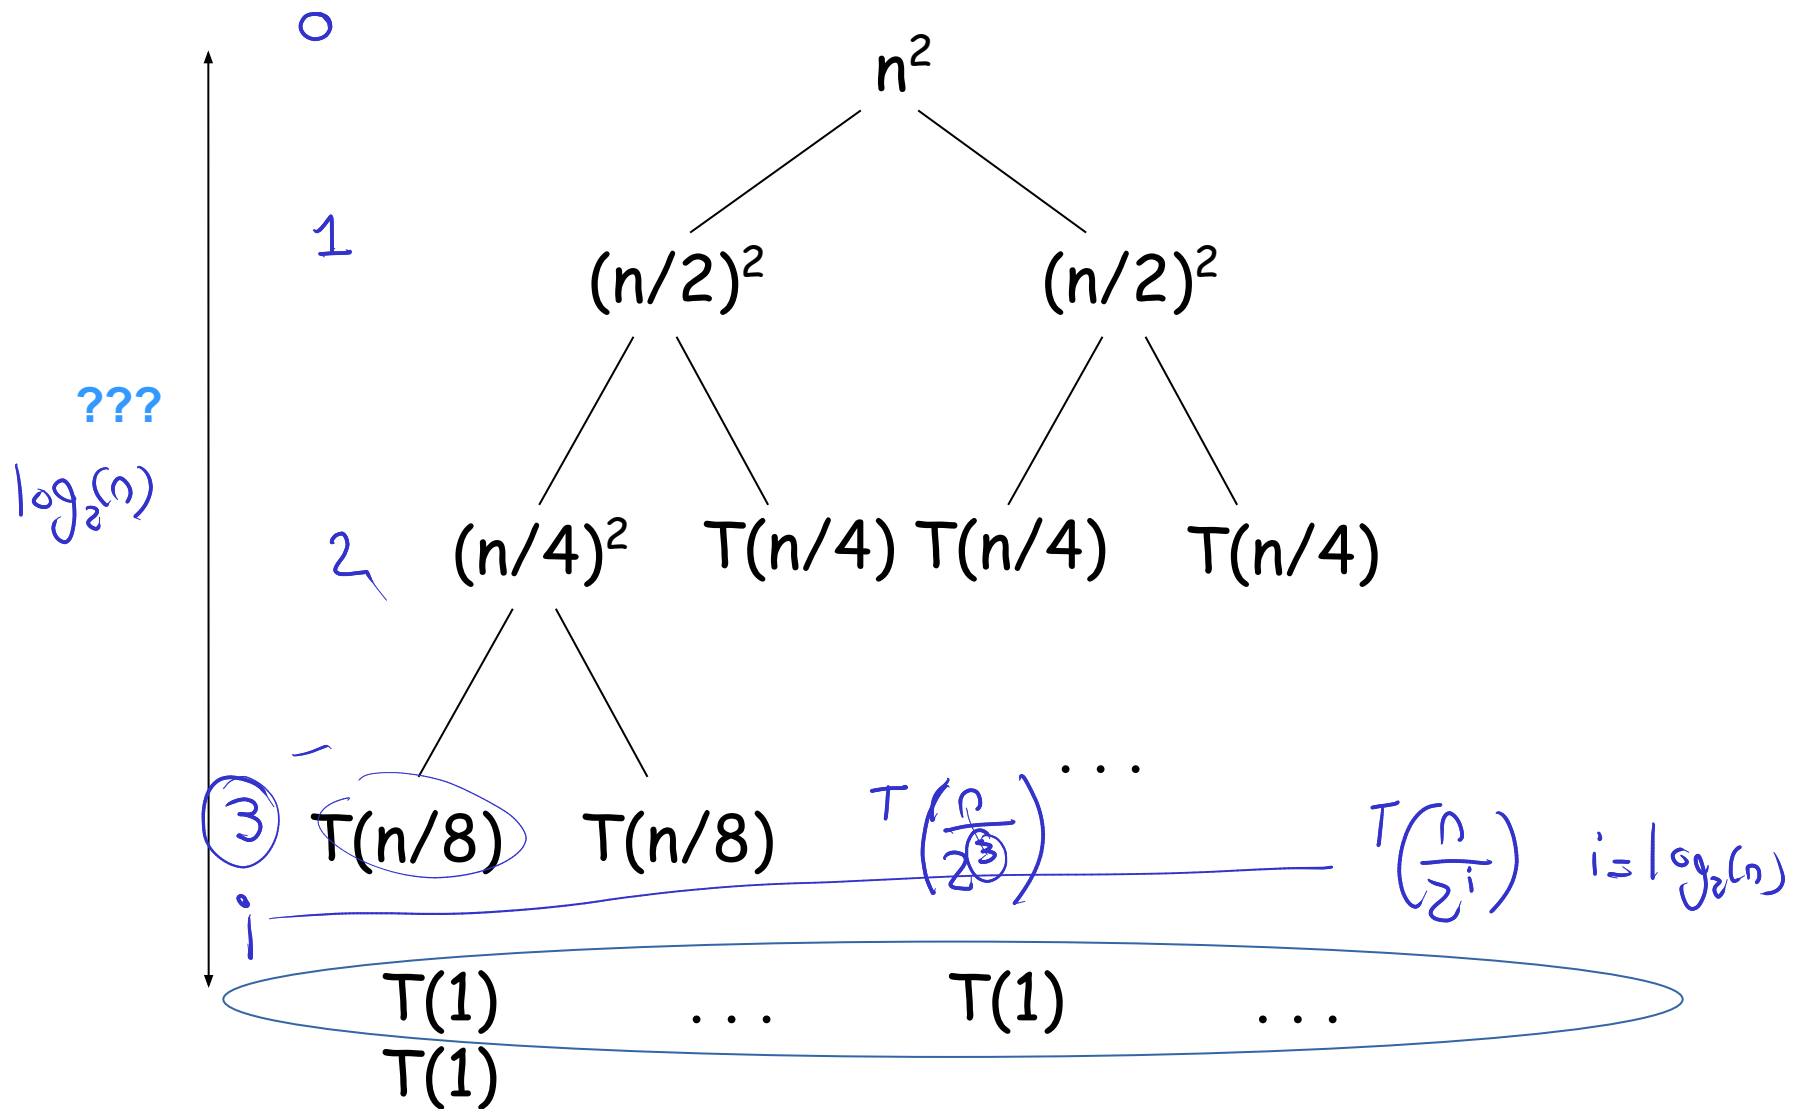 0
n²
1
(n/2)² (n/2)²
???
log₂(n)
2 (n/4)² T(n/4) T(n/4) T(n/4)
. . .
3 T(n/8) T(n/8) T(n/2³) T(n/2ⁱ) i = log₂(n)
i
T(1) . . . T(1) . . .
T(1)